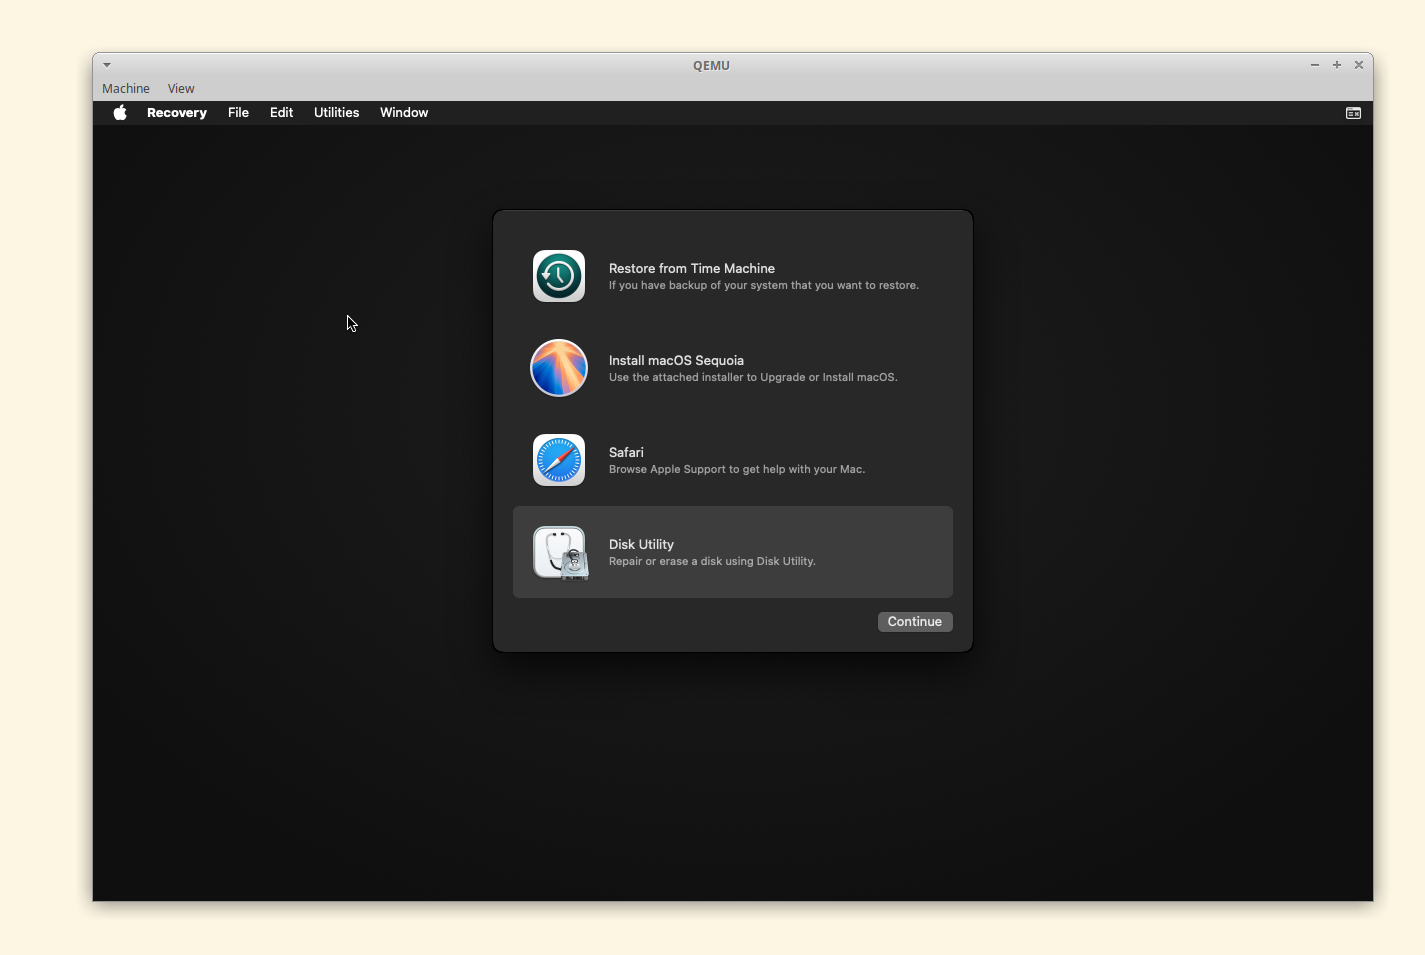 QEMU
Machine View
Recovery File Edit Utilities Window
Restore from Time Machine
If you have backup of your system that you want to restore.
Install macOS Sequoia
Use the attached installer to Upgrade or Install macOS.
Safari
Browse Apple Support to get help with your Mac.
Disk Utility
Repair or erase a disk using Disk Utility.
Continue